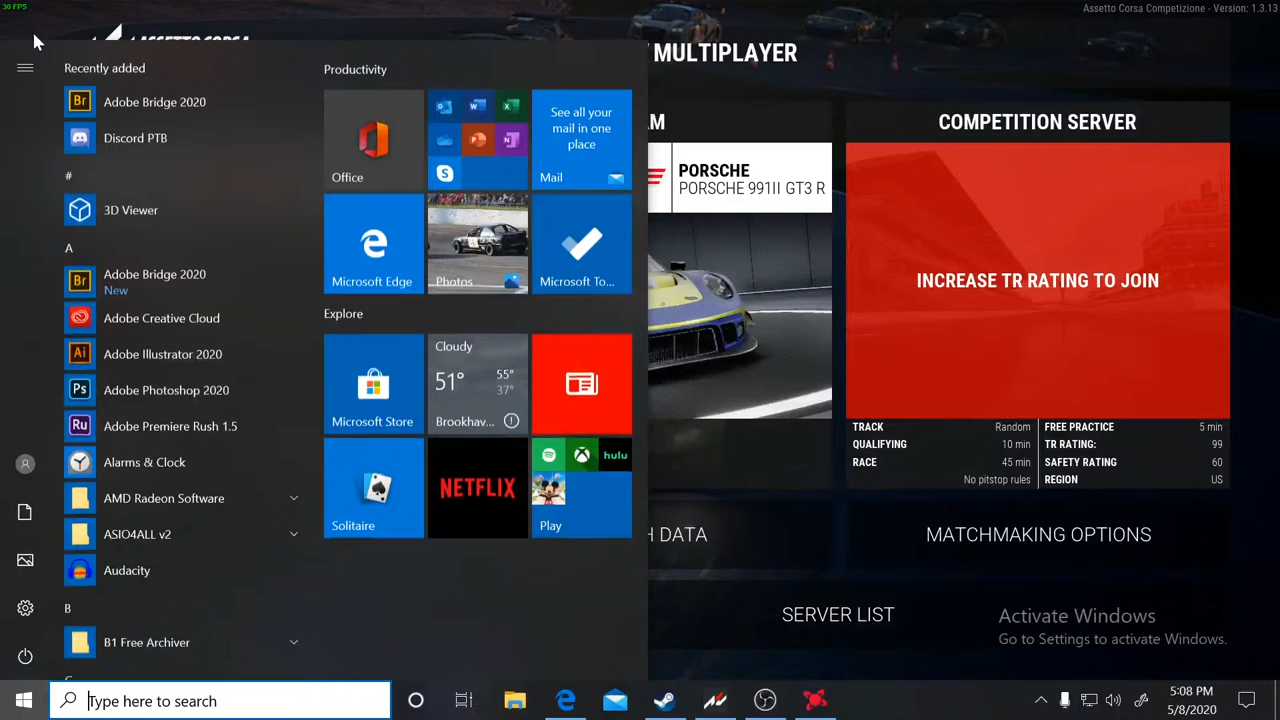 30 FPS
Assetto Corsa Competizione - Version: 1.3.13
ASSETTO CORSA
MULTIPLAYER
Recently added
Adobe Bridge 2020
Discord PTB
#
3D Viewer
A
Adobe Bridge 2020
New
Adobe Creative Cloud
Adobe Illustrator 2020
Adobe Photoshop 2020
Adobe Premiere Rush 1.5
Alarms & Clock
AMD Radeon Software
ASIO4ALL v2
Audacity
B
B1 Free Archiver
Productivity
Office
See all your
mail in one
place
Mail
Microsoft Edge
Photos
Microsoft To...
Explore
Microsoft Store
Cloudy
51°
55°
37°
Brookhav...
Solitaire
NETFLIX
hulu
Play
AM
PORSCHE
PORSCHE 991II GT3 R
COMPETITION SERVER
INCREASE TR RATING TO JOIN
TRACK Random
QUALIFYING 10 min
RACE 45 min
No pitstop rules
FREE PRACTICE 5 min
TR RATING: 99
SAFETY RATING 60
REGION US
H DATA
MATCHMAKING OPTIONS
SERVER LIST
Activate Windows
Go to Settings to activate Windows.
Type here to search
5:08 PM
5/8/2020